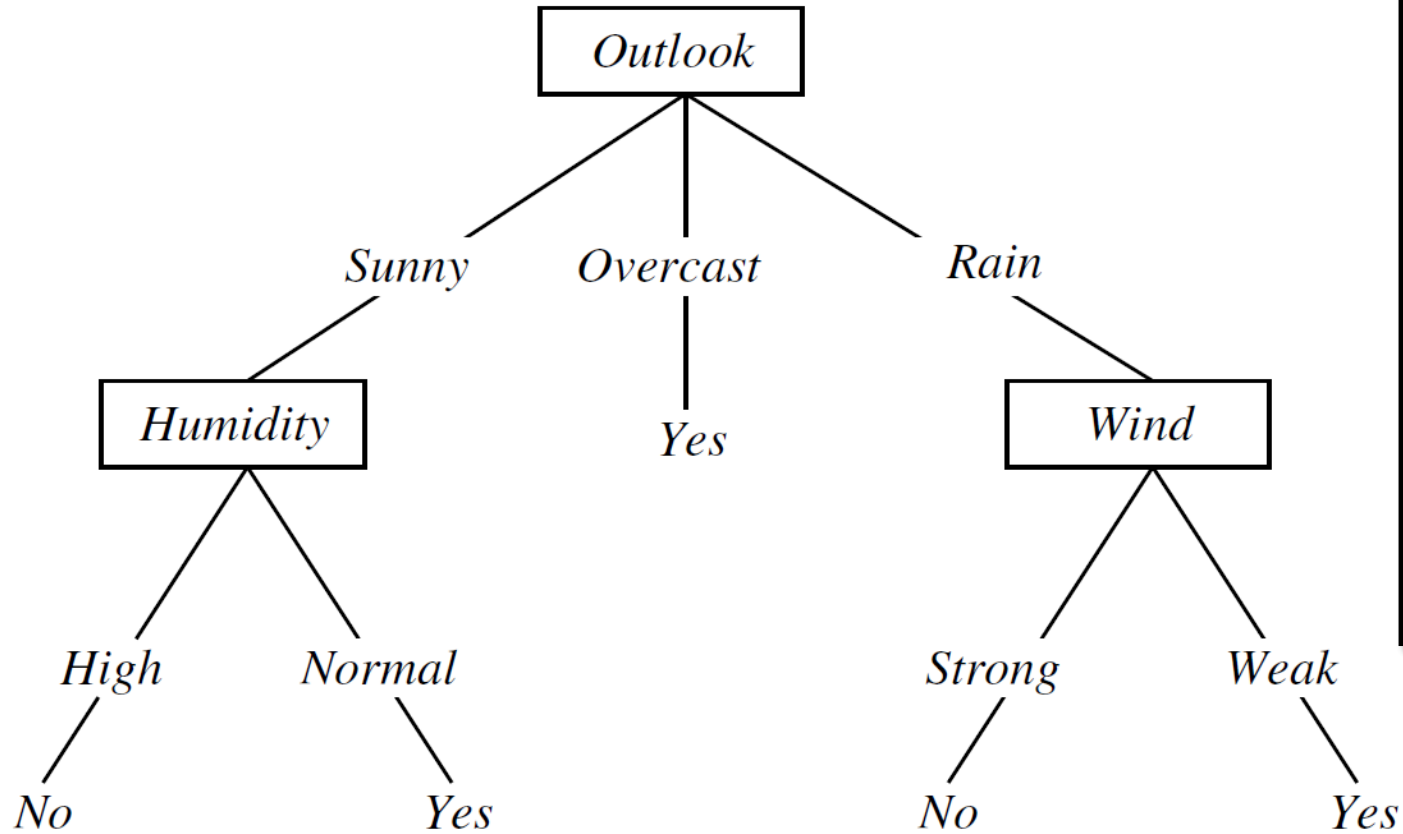 Outlook
Sunny Overcast Rain
Humidity Yes Wind
High Normal Strong Weak
No Yes No Yes